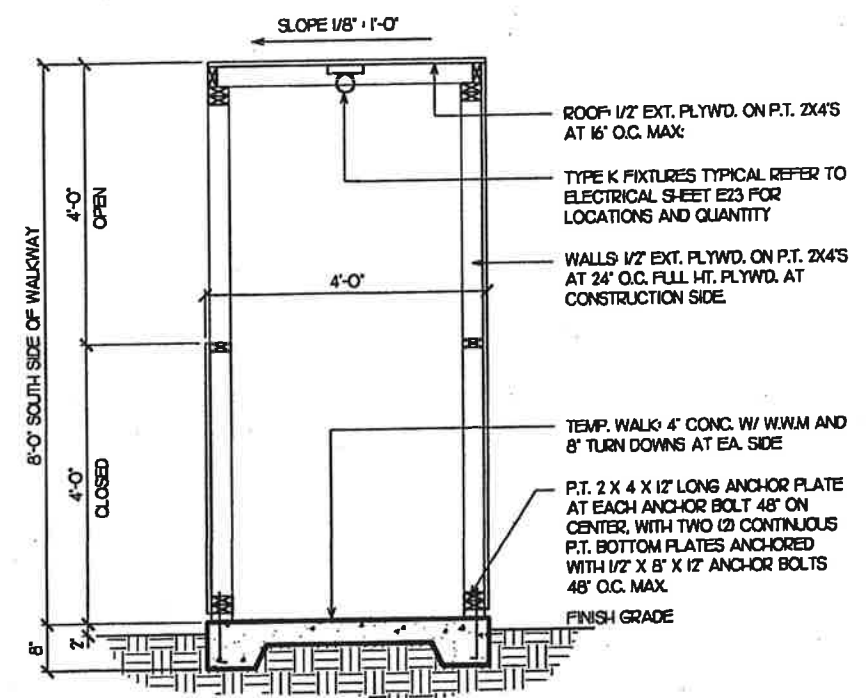 SLOPE 1/8" : 1'-0"
8'-0" SOUTH SIDE OF WALKWAY
4'-0"
OPEN
4'-0"
CLOSED
8"
2"
4'-0"
ROOF: 1/2" EXT. PLYW'D. ON P.T. 2X4'S
AT 16" O.C. MAX:
TYPE K FIXTURES TYPICAL REFER TO
ELECTRICAL SHEET E23 FOR
LOCATIONS AND QUANTITY
WALLS: 1/2" EXT. PLYW'D. ON P.T. 2X4'S
AT 24" O.C. FULL HT. PLYW'D. AT
CONSTRUCTION SIDE.
TEMP. WALK: 4" CONC. W/ W.W.M AND
8" TURN DOWNS AT EA. SIDE
P.T. 2 X 4 X 12" LONG ANCHOR PLATE
AT EACH ANCHOR BOLT 48" ON
CENTER, WITH TWO (2) CONTINUOUS
P.T. BOTTOM PLATES ANCHORED
WITH 1/2" X 8" X 12" ANCHOR BOLTS
48" O.C. MAX.
FINISH GRADE